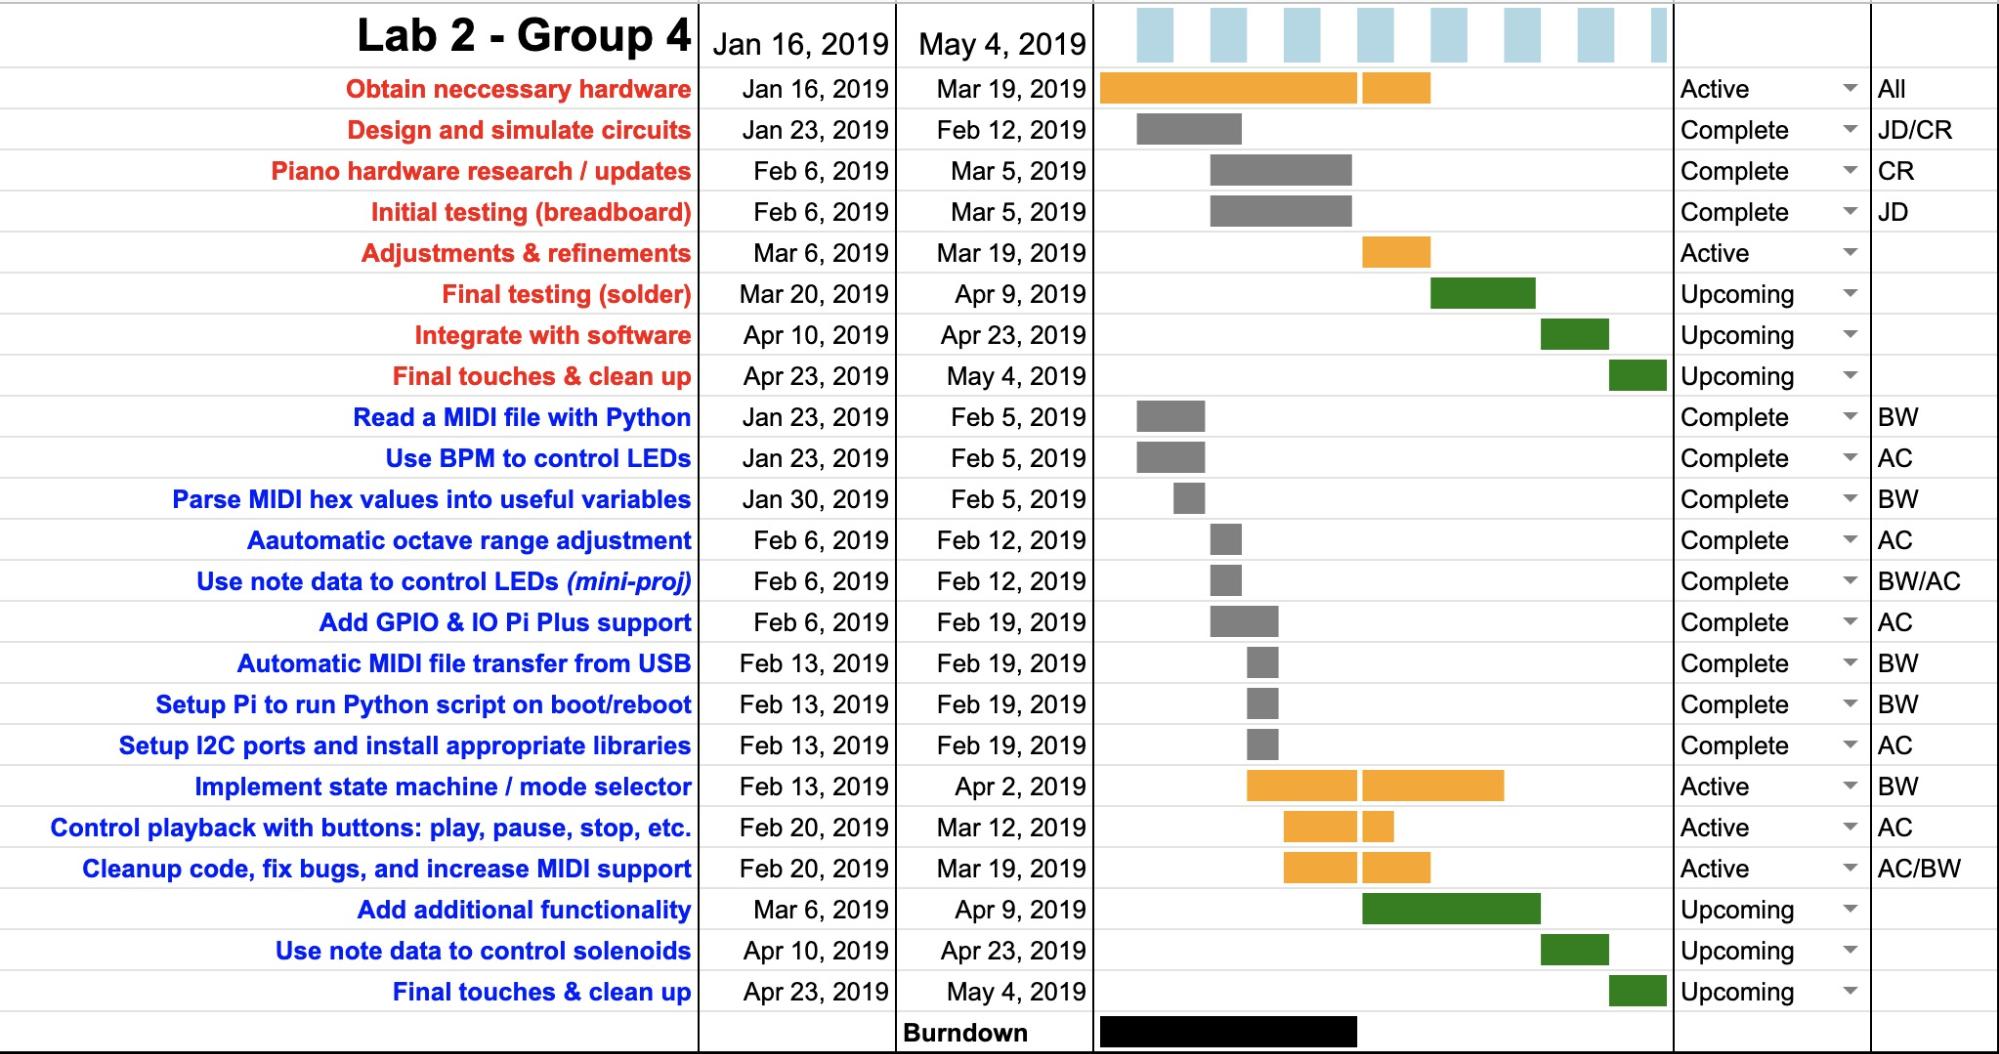 Lab 2 - Group 4 Jan 16, 2019 May 4, 2019
Obtain neccessary hardware Jan 16, 2019 Mar 19, 2019 Active All
Design and simulate circuits Jan 23, 2019 Feb 12, 2019 Complete JD/CR
Piano hardware research / updates Feb 6, 2019 Mar 5, 2019 Complete CR
Initial testing (breadboard) Feb 6, 2019 Mar 5, 2019 Complete JD
Adjustments & refinements Mar 6, 2019 Mar 19, 2019 Active
Final testing (solder) Mar 20, 2019 Apr 9, 2019 Upcoming
Integrate with software Apr 10, 2019 Apr 23, 2019 Upcoming
Final touches & clean up Apr 23, 2019 May 4, 2019 Upcoming
Read a MIDI file with Python Jan 23, 2019 Feb 5, 2019 Complete BW
Use BPM to control LEDs Jan 23, 2019 Feb 5, 2019 Complete AC
Parse MIDI hex values into useful variables Jan 30, 2019 Feb 5, 2019 Complete BW
Aautomatic octave range adjustment Feb 6, 2019 Feb 12, 2019 Complete AC
Use note data to control LEDs (mini-proj) Feb 6, 2019 Feb 12, 2019 Complete BW/AC
Add GPIO & IO Pi Plus support Feb 6, 2019 Feb 19, 2019 Complete AC
Automatic MIDI file transfer from USB Feb 13, 2019 Feb 19, 2019 Complete BW
Setup Pi to run Python script on boot/reboot Feb 13, 2019 Feb 19, 2019 Complete BW
Setup I2C ports and install appropriate libraries Feb 13, 2019 Feb 19, 2019 Complete AC
Implement state machine / mode selector Feb 13, 2019 Apr 2, 2019 Active BW
Control playback with buttons: play, pause, stop, etc. Feb 20, 2019 Mar 12, 2019 Active AC
Cleanup code, fix bugs, and increase MIDI support Feb 20, 2019 Mar 19, 2019 Active AC/BW
Add additional functionality Mar 6, 2019 Apr 9, 2019 Upcoming
Use note data to control solenoids Apr 10, 2019 Apr 23, 2019 Upcoming
Final touches & clean up Apr 23, 2019 May 4, 2019 Upcoming
Burndown